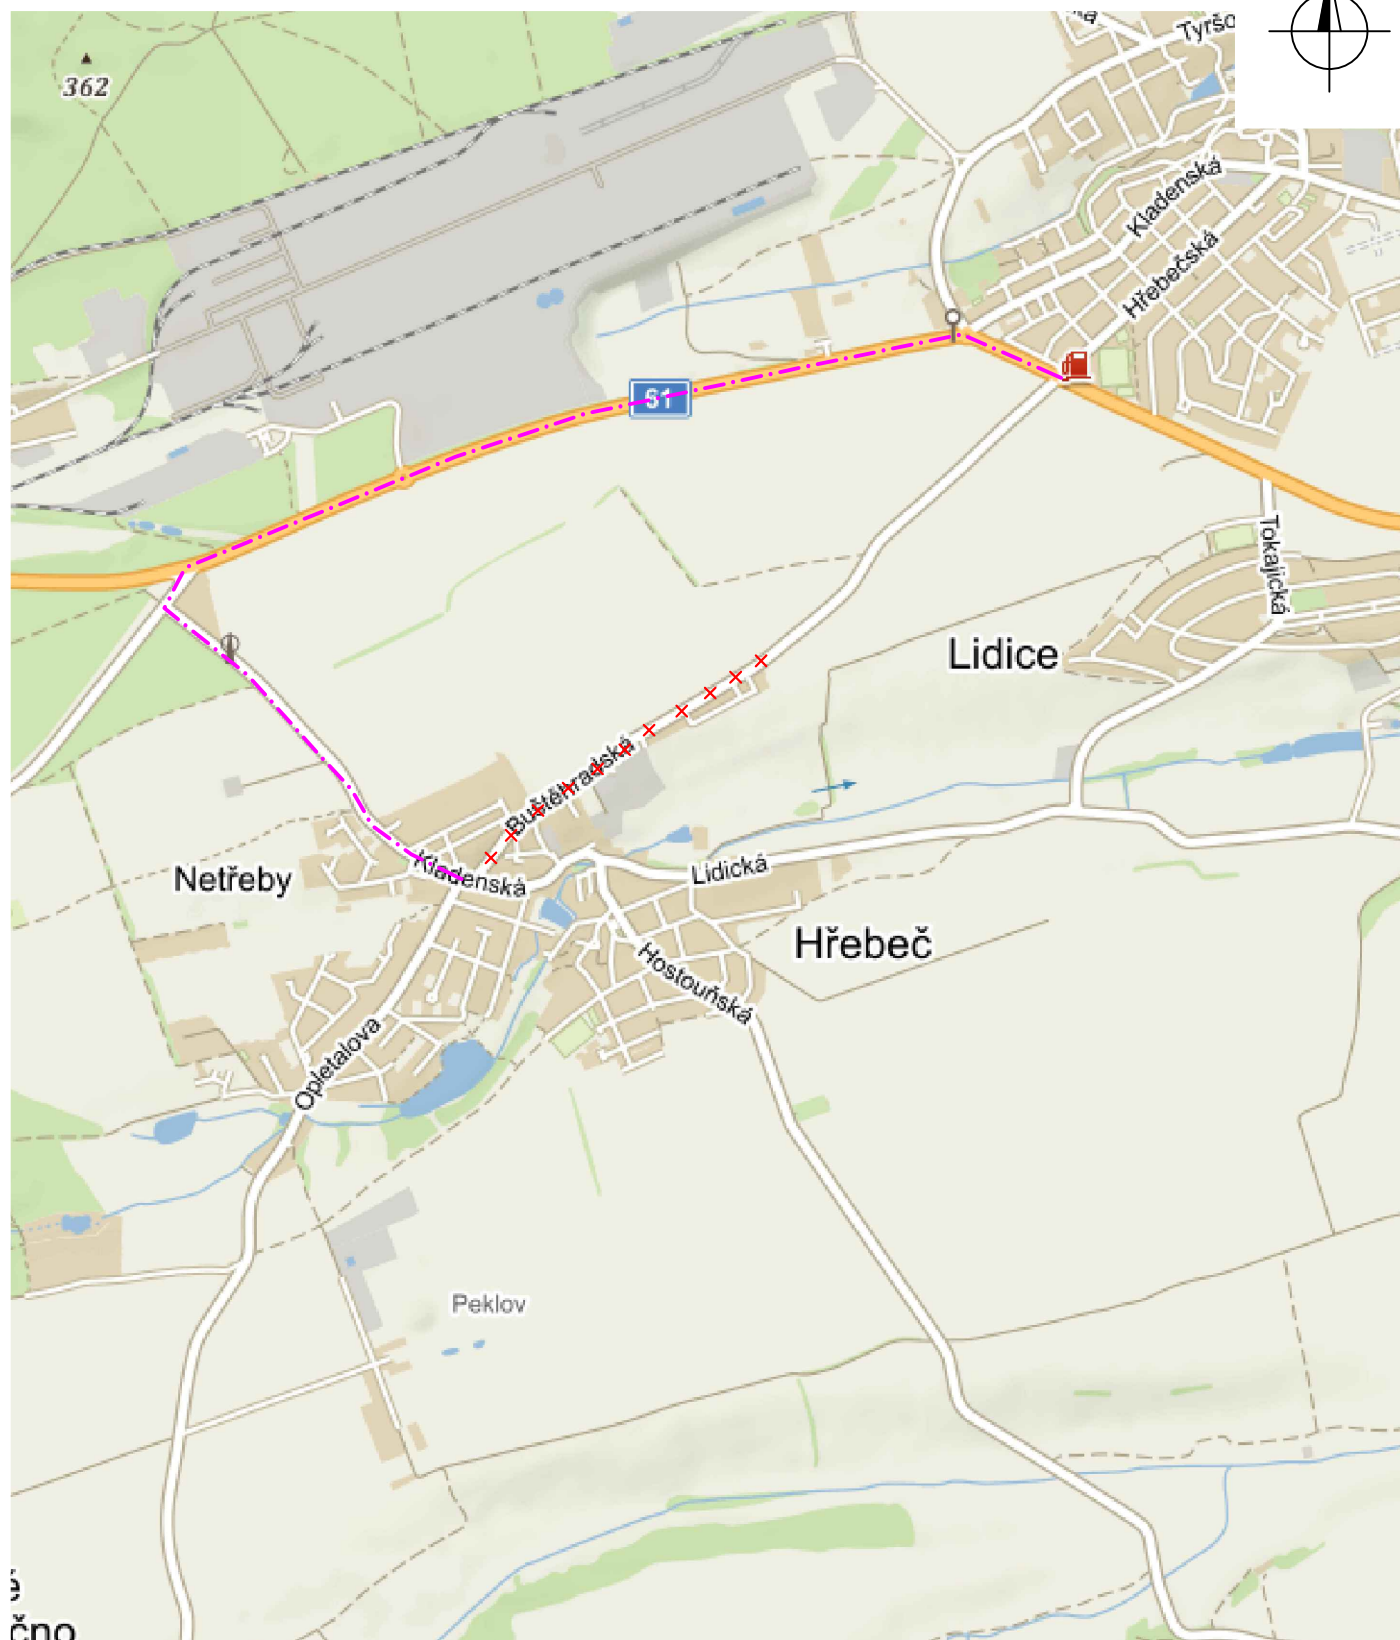 Tyršo
362
Kladenská
Hřebečská
61
Tokajická
Lidice
Buštěhradská
Kladenská
Lidická
Netřeby
Hřebeč
Hostouňská
Opletalova
Peklov
čno